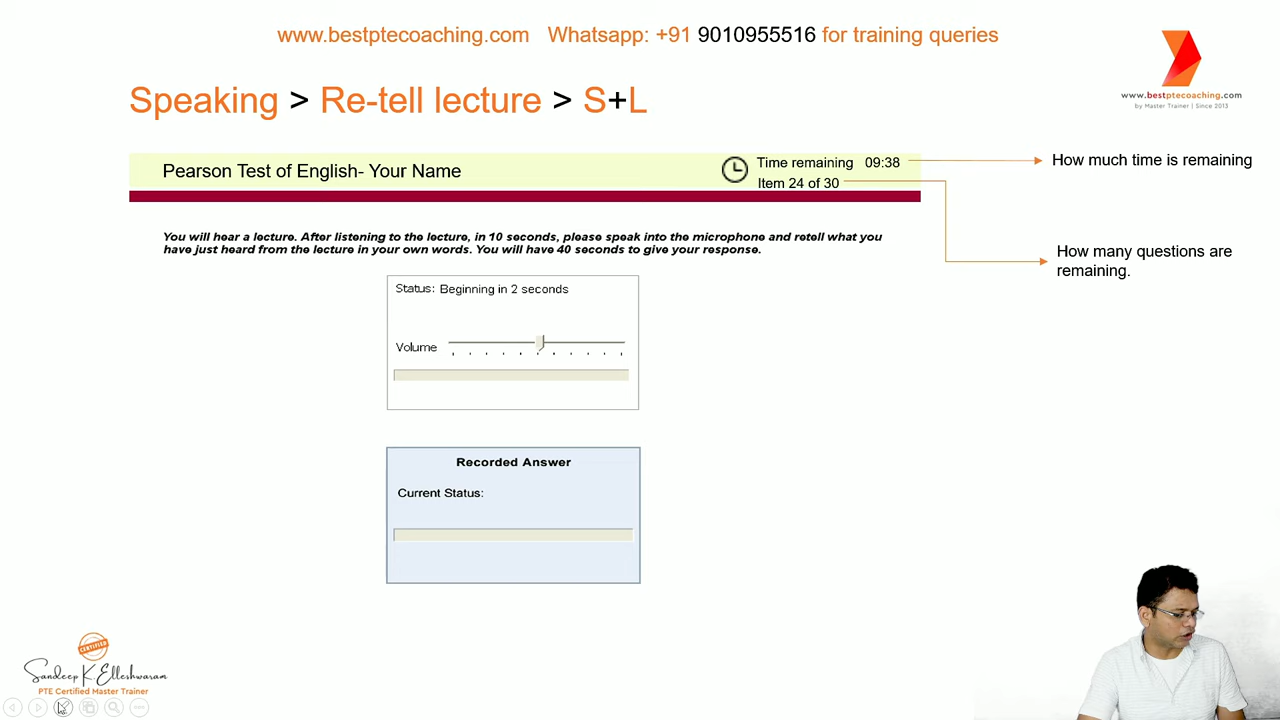 www.bestptecoaching.com Whatsapp: +91 9010955516 for training queries
www.bestptecoaching.com
by Master Trainer | Since 2013
Speaking > Re-tell lecture > S+L
Pearson Test of English- Your Name
Time remaining 09:38
Item 24 of 30
How much time is remaining
How many questions are
remaining.
You will hear a lecture. After listening to the lecture, in 10 seconds, please speak into the microphone and retell what you
have just heard from the lecture in your own words. You will have 40 seconds to give your response.
Status: Beginning in 2 seconds
Volume
Recorded Answer
Current Status:
CERTIFIED
Sandeep K. Elleshwaram
PTE Certified Master Trainer